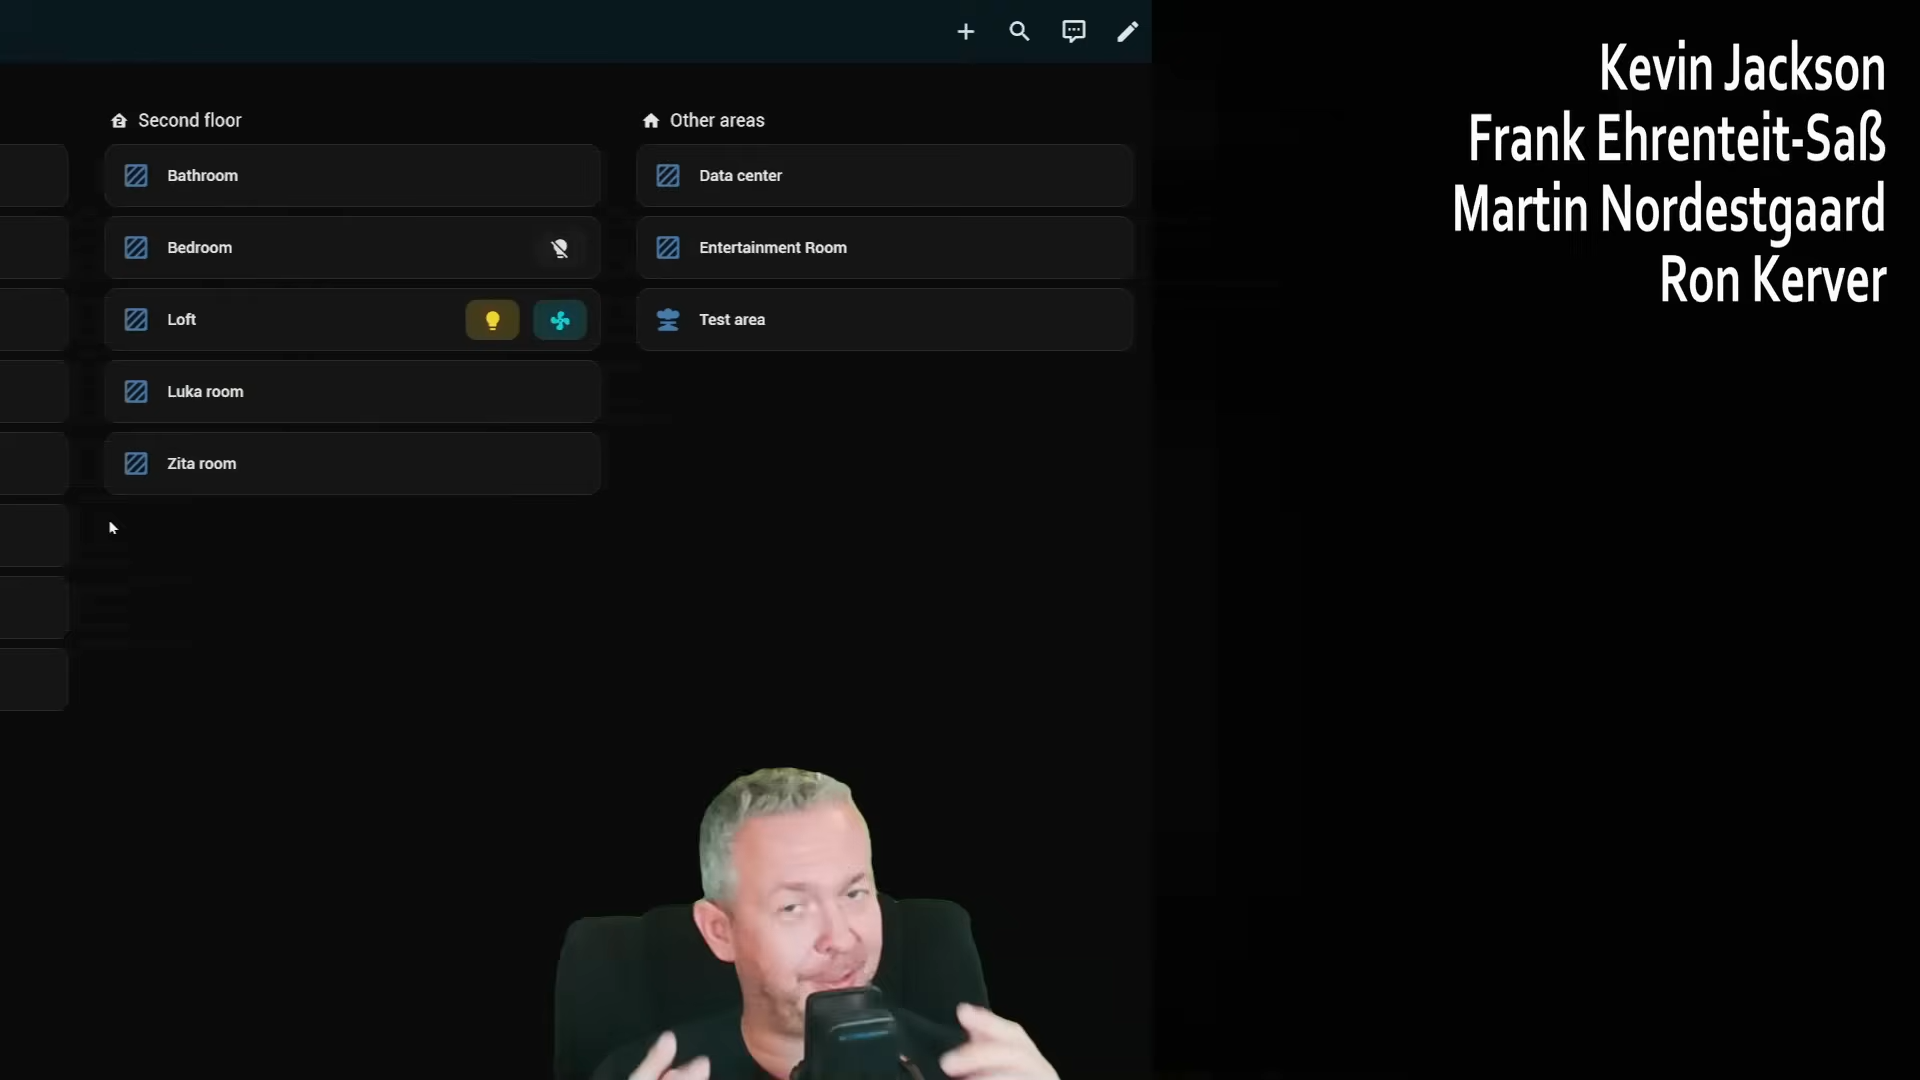 Second floor
Bathroom
Bedroom
Loft
Luka room
Zita room
Other areas
Data center
Entertainment Room
Test area
Kevin Jackson
Frank Ehrenteit-Saß
Martin Nordestgaard
Ron Kerver